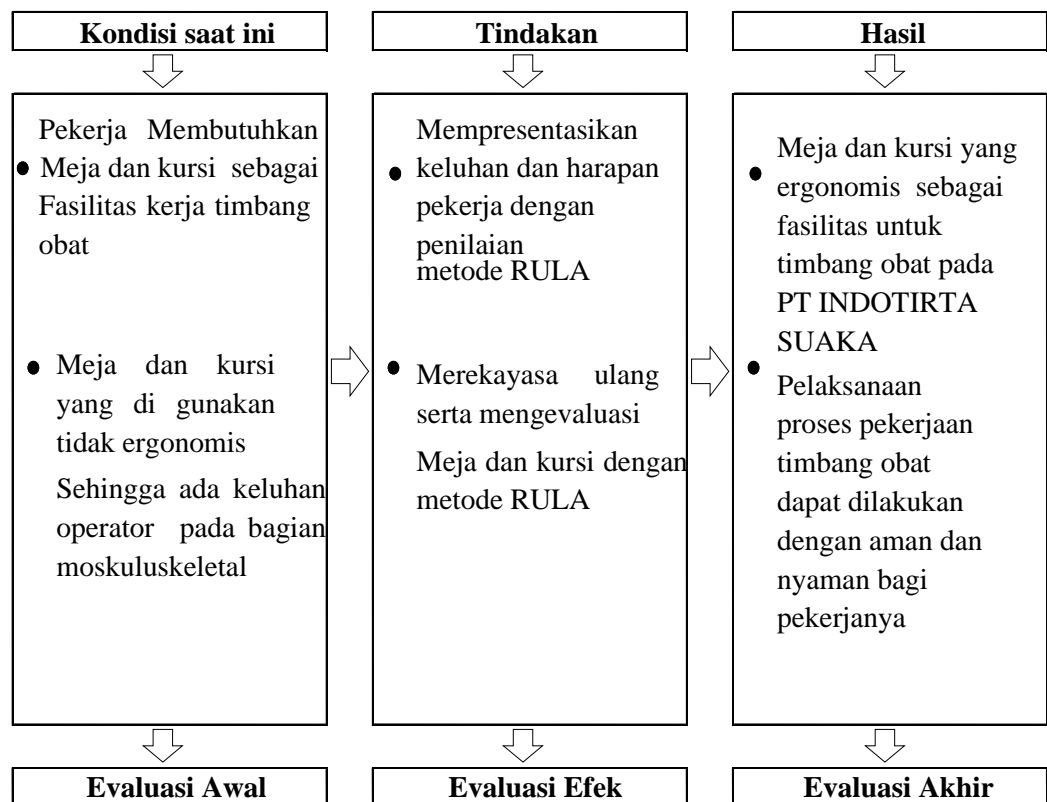 Kondisi saat ini
Tindakan
Hasil
Pekerja Membutuhkan
Meja dan kursi sebagai
Fasilitas kerja timbang
obat
Meja dan kursi
yang di gunakan
tidak ergonomis
Sehingga ada keluhan
operator pada bagian
moskuluskeletal
Mempresentasikan
keluhan dan harapan
pekerja dengan
penilaian
metode RULA
Merekayasa ulang
serta mengevaluasi
Meja dan kursi dengan
metode RULA
Meja dan kursi yang
ergonomis sebagai
fasilitas untuk
timbang obat pada
PT INDOTIRTA
SUAKA
Pelaksanaan
proses pekerjaan
timbang obat
dapat dilakukan
dengan aman dan
nyaman bagi
pekerjanya
Evaluasi Awal
Evaluasi Efek
Evaluasi Akhir